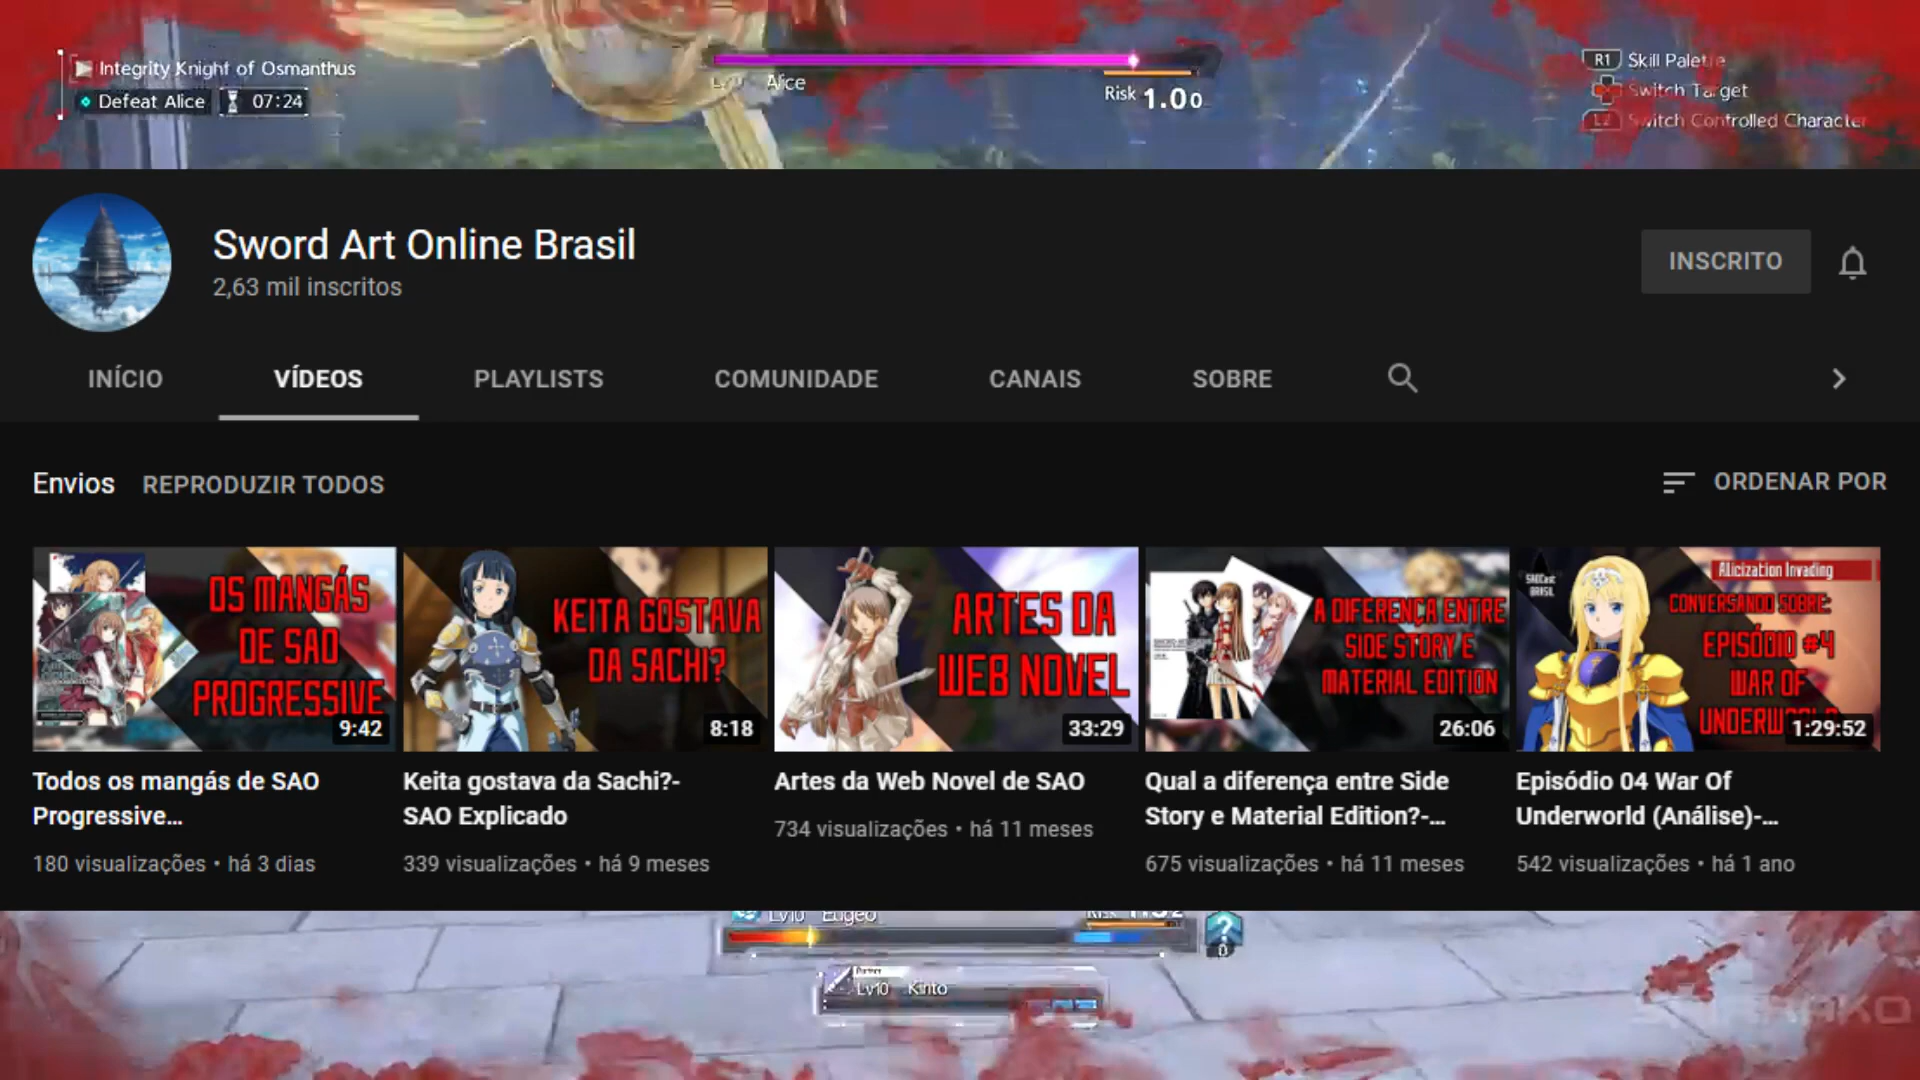 Integrity Knight of Osmanthus
Defeat Alice 07:24
Alice
Risk 1.00
R1 Skill Palette
Switch Target
L2 Switch Controlled Character
Sword Art Online Brasil
2,63 mil inscritos
INSCRITO
INÍCIO VÍDEOS PLAYLISTS COMUNIDADE CANAIS SOBRE
Envios REPRODUZIR TODOS
ORDENAR POR
OS MANGÁS
DE SAO
PROGRESSIVE
9:42
KEITA GOSTAVA
DA SACHI?
8:18
ARTES DA
WEB NOVEL
33:29
A DIFERENÇA ENTRE
SIDE STORY E
MATERIAL EDITION
26:06
SAOCast
BRASIL
Alicization Invading
CONVERSANDO SOBRE:
EPISÓDIO #4
WAR OF
1:29:52
Todos os mangás de SAO
Progressive...
180 visualizações • há 3 dias
Keita gostava da Sachi?-
SAO Explicado
339 visualizações • há 9 meses
Artes da Web Novel de SAO
734 visualizações • há 11 meses
Qual a diferença entre Side
Story e Material Edition?-...
675 visualizações • há 11 meses
Episódio 04 War Of
Underworld (Análise)-...
542 visualizações • há 1 ano
Lv10 Eugeo
?
0
Lv10 Kirito